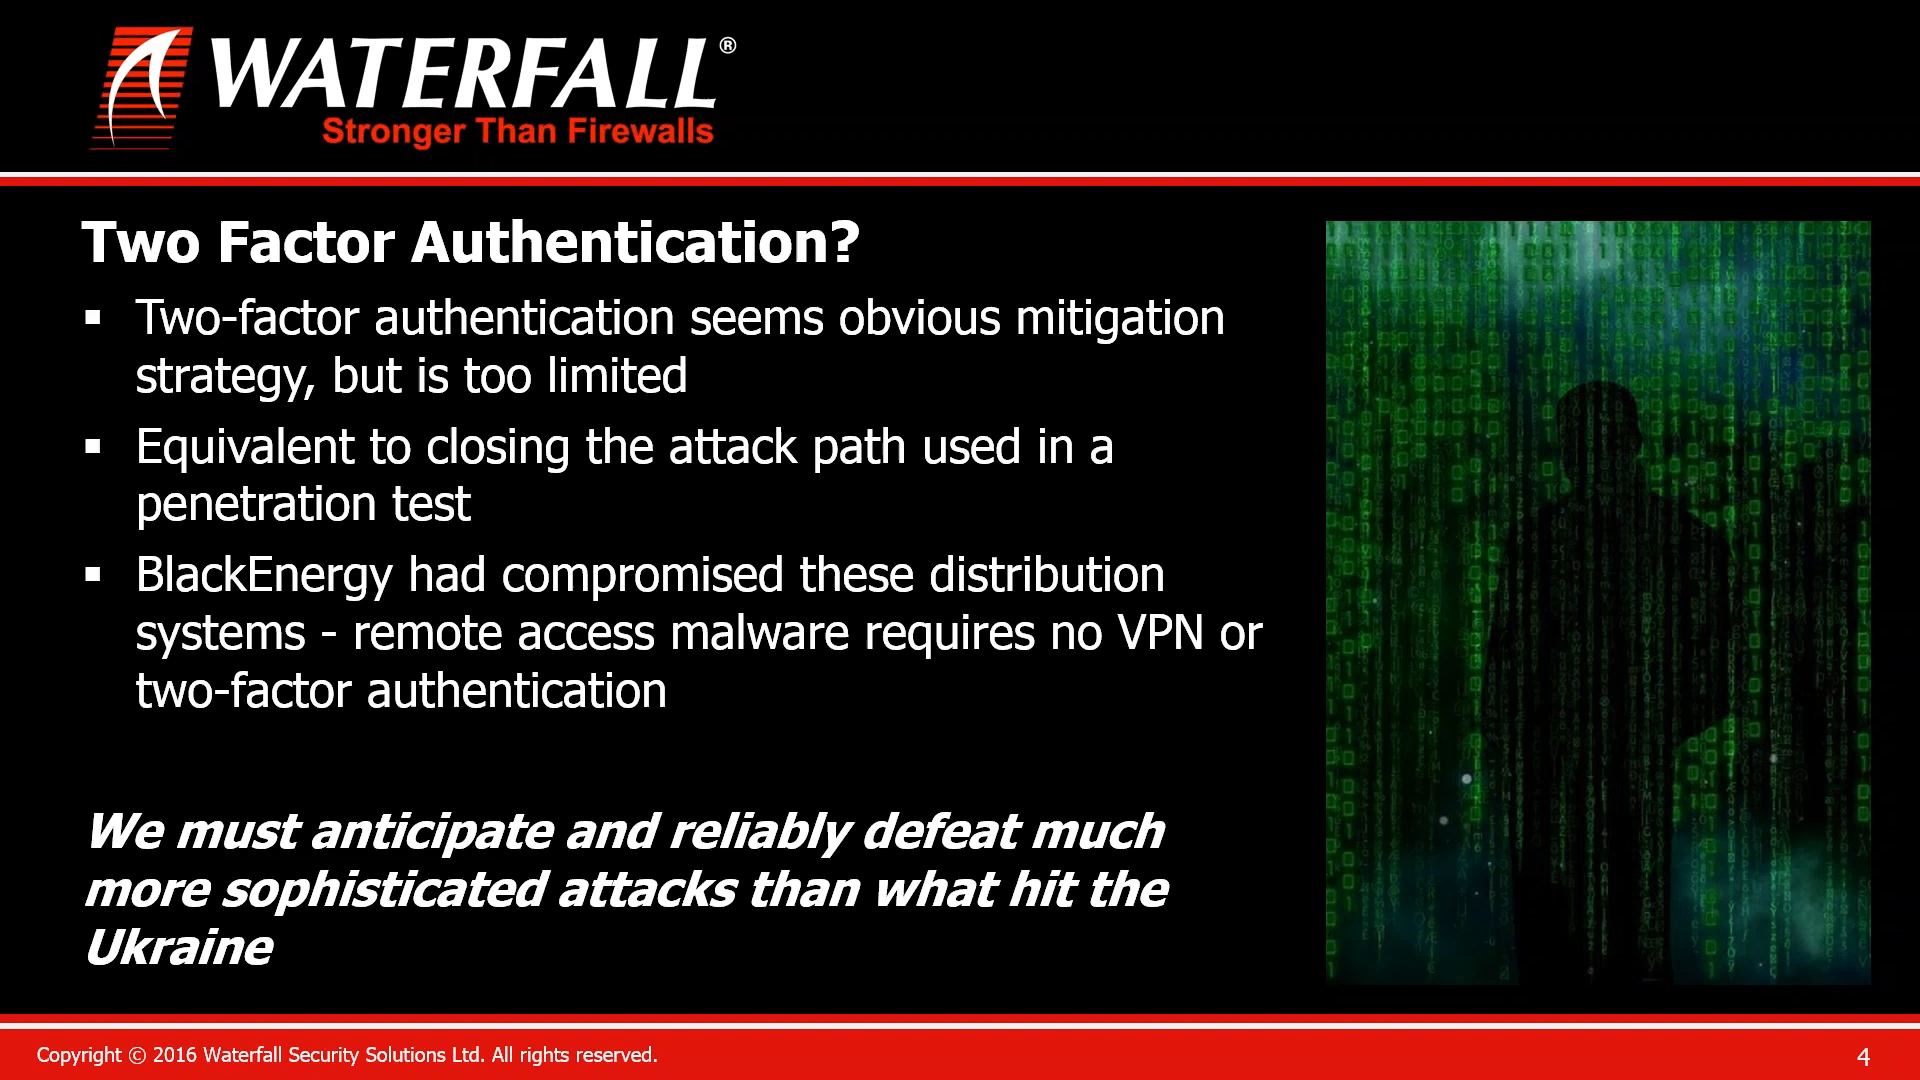 WATERFALL®
Stronger Than Firewalls
Two Factor Authentication?
▪ Two-factor authentication seems obvious mitigation
strategy, but is too limited
▪ Equivalent to closing the attack path used in a
penetration test
▪ BlackEnergy had compromised these distribution
systems - remote access malware requires no VPN or
two-factor authentication
We must anticipate and reliably defeat much
more sophisticated attacks than what hit the
Ukraine
Copyright © 2016 Waterfall Security Solutions Ltd. All rights reserved.
4